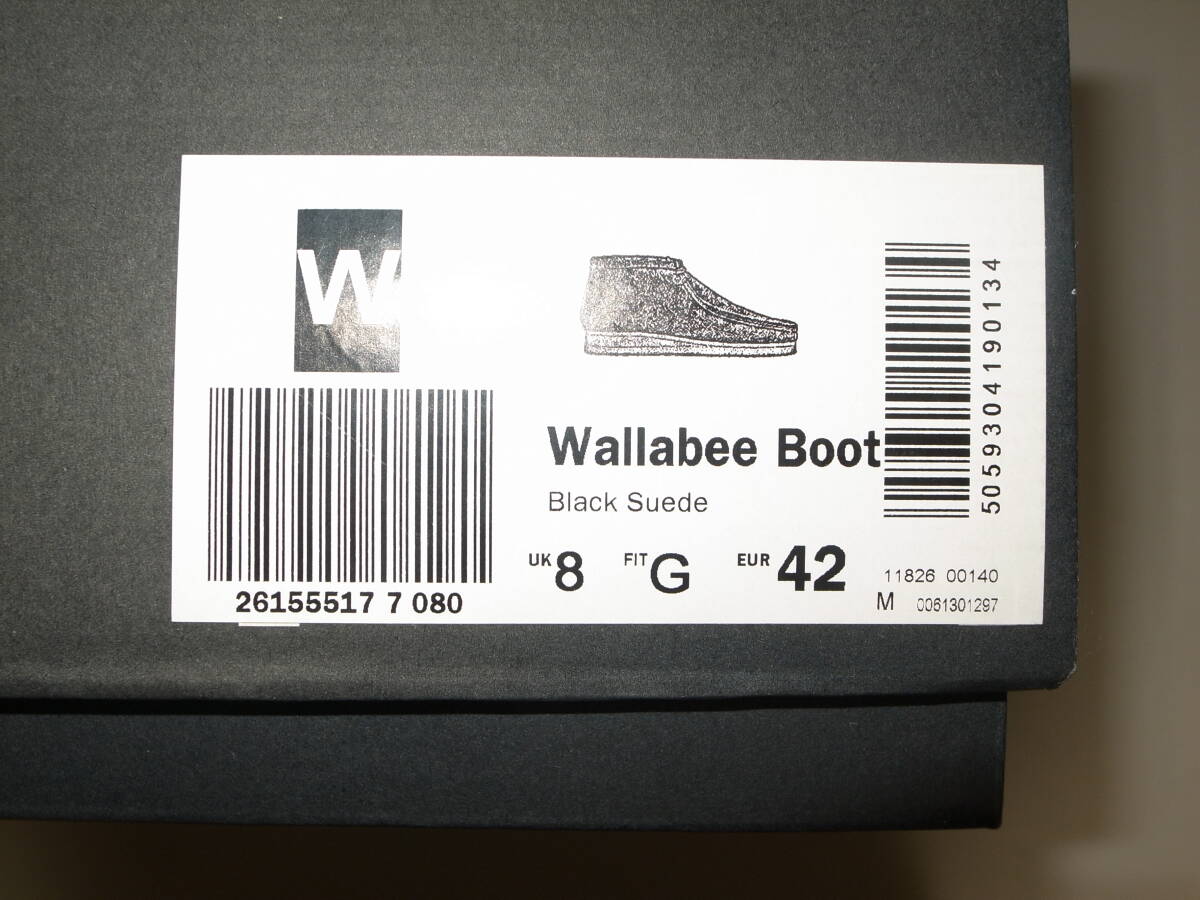 W
Wallabee Boot
Black Suede
UK 8 FIT G EUR 42
26155517 7 080
5059304190134
11826 00140
M 0061301297